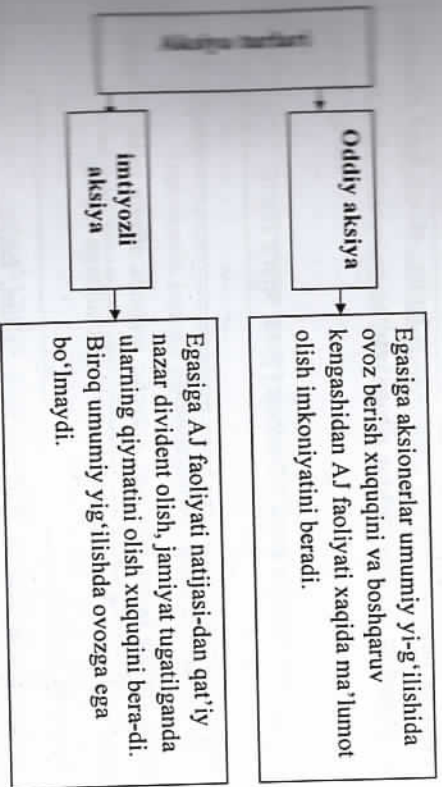 Aksiya turlari
Oddiy aksiya
Egasiga aksionerlar umumiy yi-g‘ilishida
ovoz berish xuquqini va boshqaruv
kengashidan AJ faoliyati xaqida ma’lumot
olish imkoniyatini beradi.
imtiyozli
aksiya
Egasiga AJ faoliyati natijasi-dan qat’iy
nazar divident olish, jamiyat tugatilganda
ularning qiymatini olish xuquqini bera-di.
Biroq umumiy yig‘ilishda ovozga ega
bo‘lmaydi.